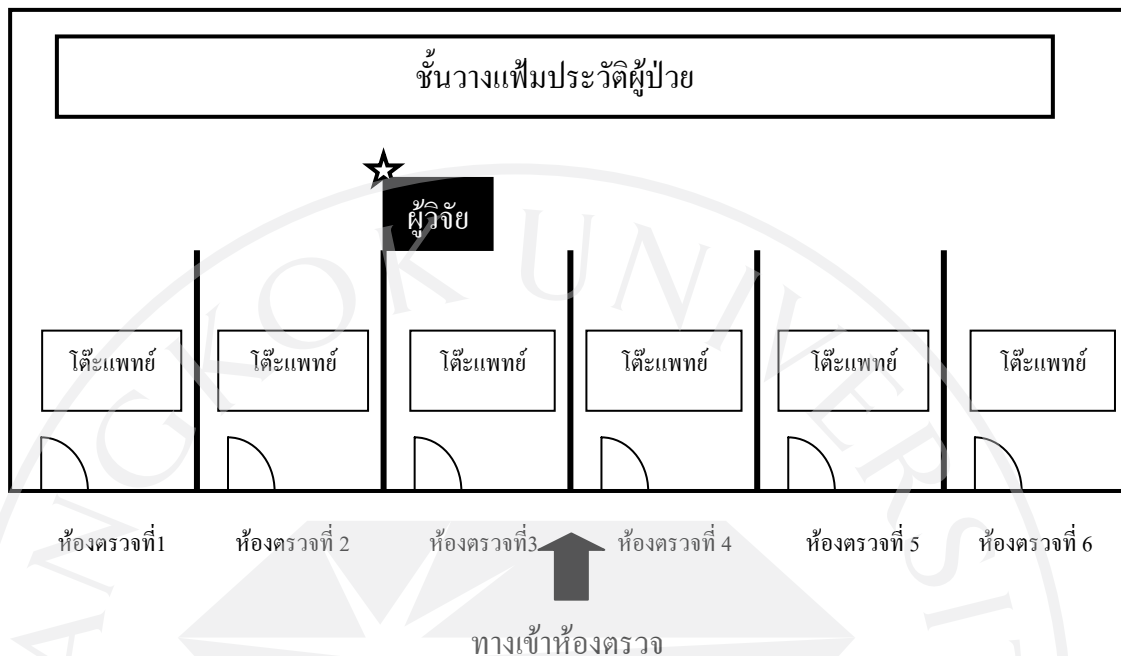 ชั้นวางแฟ้มประวัติผู้ป่วย
ผู้วิจัย
โต๊ะแพทย์ โต๊ะแพทย์ โต๊ะแพทย์ โต๊ะแพทย์ โต๊ะแพทย์ โต๊ะแพทย์
ห้องตรวจที่1 ห้องตรวจที่ 2 ห้องตรวจที่3 ห้องตรวจที่ 4 ห้องตรวจที่ 5 ห้องตรวจที่ 6
ทางเข้าห้องตรวจ
ANGKOK UNIVERSIT